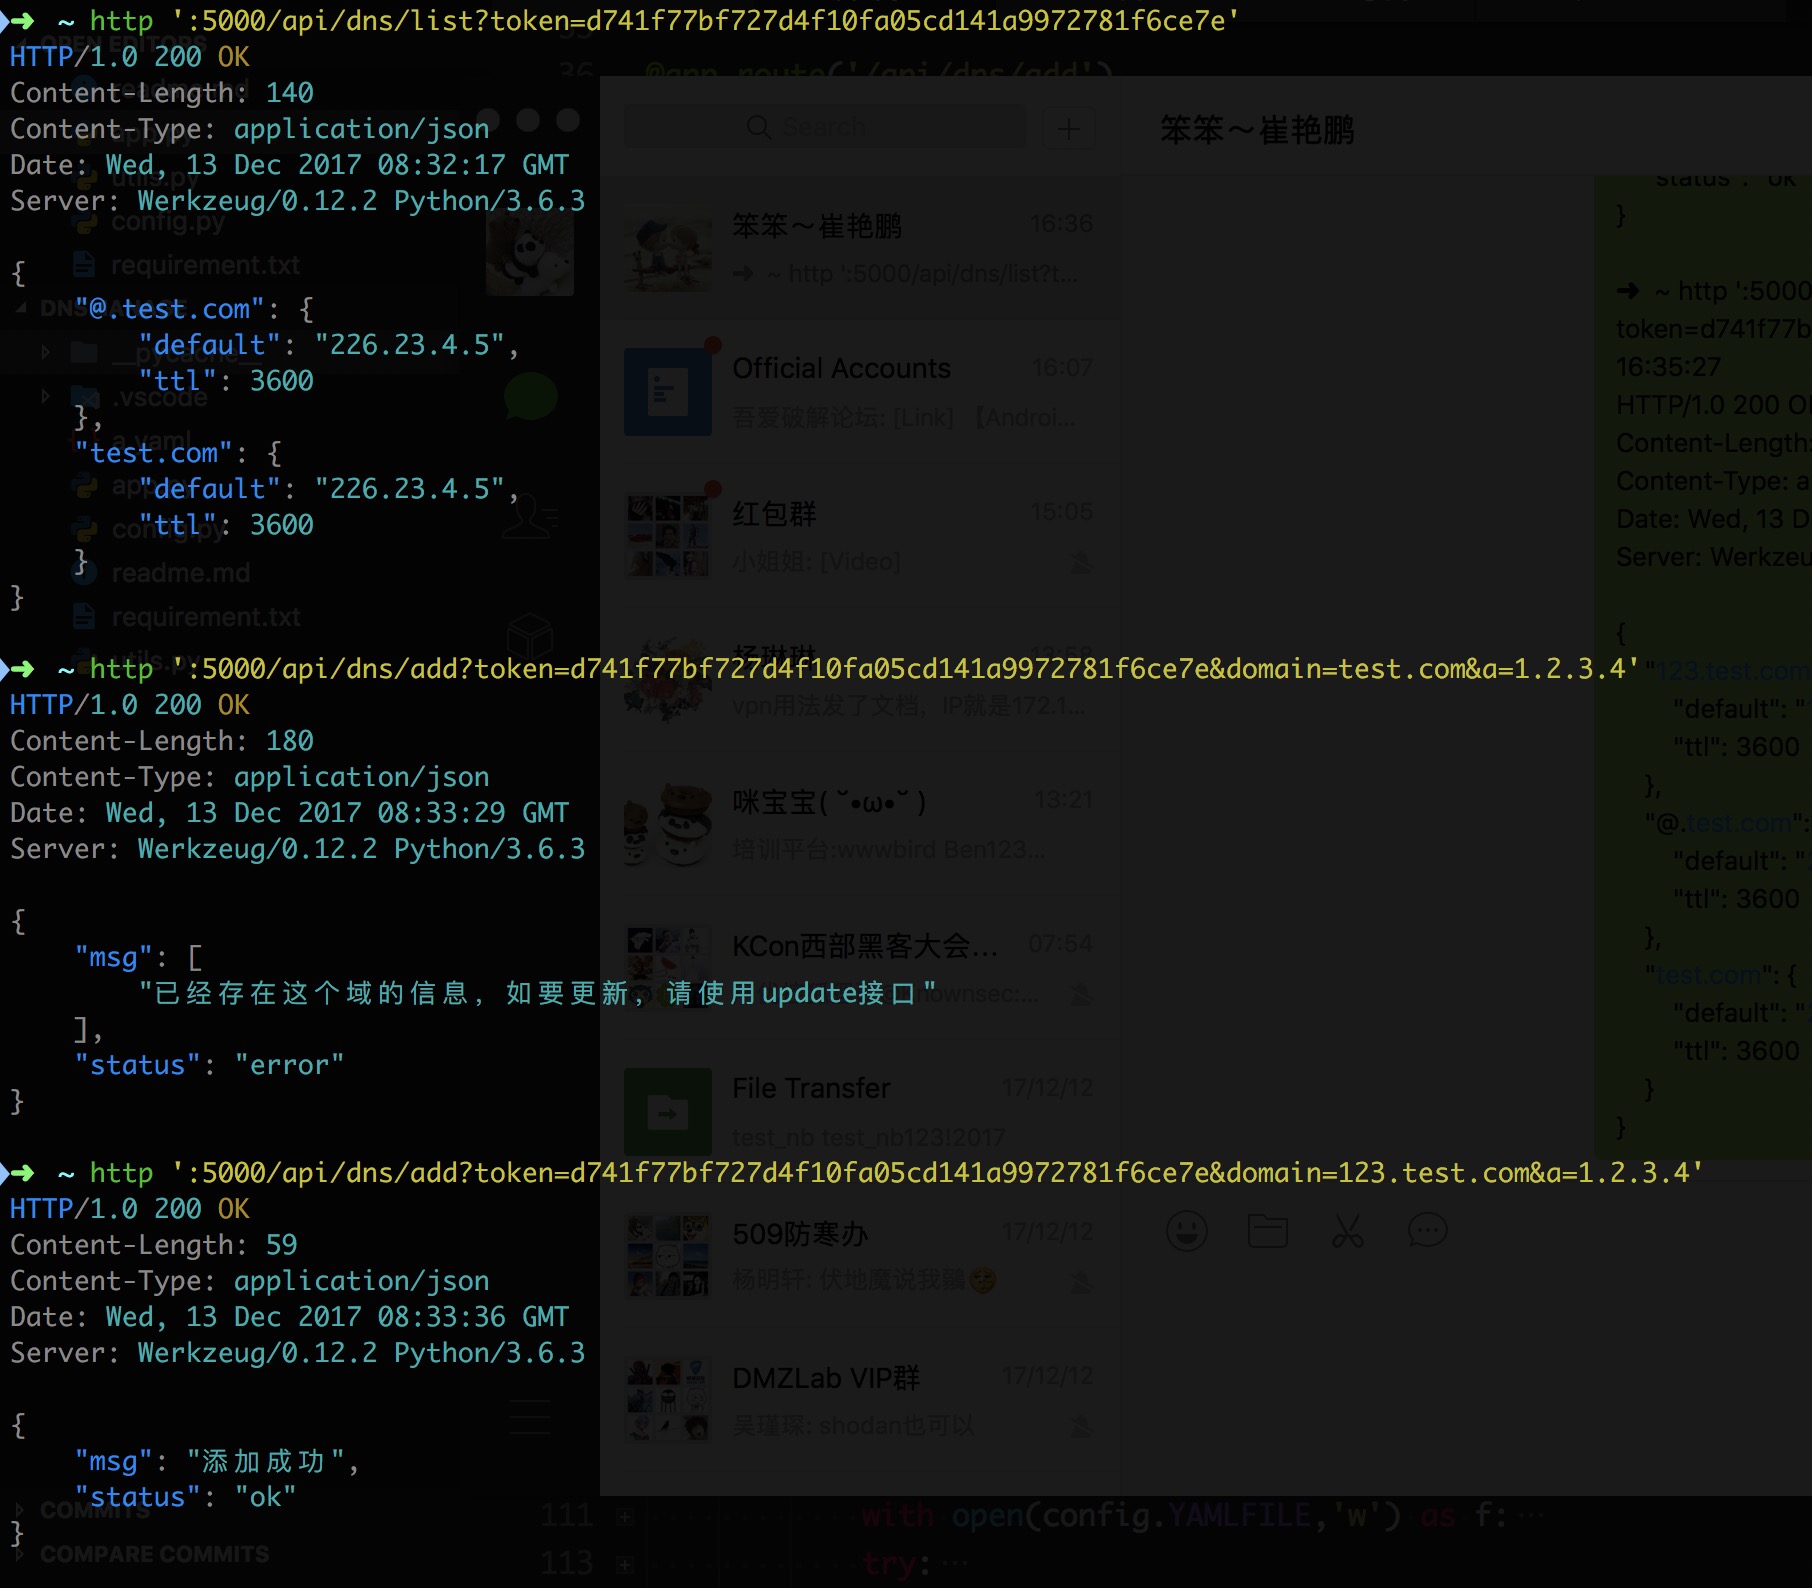 ➜ ~ http ':5000/api/dns/list?token=d741f77bf727d4f10fa05cd141a9972781f6ce7e'
HTTP/1.0 200 OK
Content-Length: 140
Content-Type: application/json
Date: Wed, 13 Dec 2017 08:32:17 GMT
Server: Werkzeug/0.12.2 Python/3.6.3
{
"@.test.com": {
"default": "226.23.4.5",
"ttl": 3600
},
"test.com": {
"default": "226.23.4.5",
"ttl": 3600
}
}
➜ ~ http ':5000/api/dns/add?token=d741f77bf727d4f10fa05cd141a9972781f6ce7e&domain=test.com&a=1.2.3.4'
HTTP/1.0 200 OK
Content-Length: 180
Content-Type: application/json
Date: Wed, 13 Dec 2017 08:33:29 GMT
Server: Werkzeug/0.12.2 Python/3.6.3
{
"msg": [
"已经存在这个域的信息, 如要更新, 请使用update接口"
],
"status": "error"
}
➜ ~ http ':5000/api/dns/add?token=d741f77bf727d4f10fa05cd141a9972781f6ce7e&domain=123.test.com&a=1.2.3.4'
HTTP/1.0 200 OK
Content-Length: 59
Content-Type: application/json
Date: Wed, 13 Dec 2017 08:33:36 GMT
Server: Werkzeug/0.12.2 Python/3.6.3
{
"msg": "添加成功",
"status": "ok"
}
OPEN EDITORS
readme.md
app.py
utils.py
config.py
requirement.txt
__pycache__
.vscode
a.yaml
app.py
config.py
readme.md
requirement.txt
utils.py
COMMITS
COMPARE COMMITS
36 @app.route('/api/dns/add')
111 with open(config.YAMLFILE,'w') as f:
113 try:
Search
笨笨～崔艳鹏 16:36
➜ ~ http ':5000/api/dns/list?t...
Official Accounts 16:07
吾爱破解论坛: [Link] 【Androi...
红包群 15:05
小姐姐: [Video]
杨琳琳
vpn用法发了文档，IP就是172.1...
咪宝宝( ˘•ω•˘ ) 13:21
培训平台:wwwbird Ben123...
KCon西部黑客大会... 07:54
nownsec:...
File Transfer 17/12/12
test_nb test_nb123!2017
509防寒办 17/12/12
杨明轩: 伏地魔说我
DMZLab VIP群 17/12/12
吴瑾琛: shodan也可以
笨笨～崔艳鹏
"status": "ok"
}
➜ ~ http ':5000
token=d741f77b
16:35:27
HTTP/1.0 200 O
Content-Length:
Content-Type: a
Date: Wed, 13 D
Server: Werkzeu
{
"123.test.com
"default": "
"ttl": 3600
},
"@.test.com":
"default": "
"ttl": 3600
},
"test.com": {
"default": "
"ttl": 3600
}
}